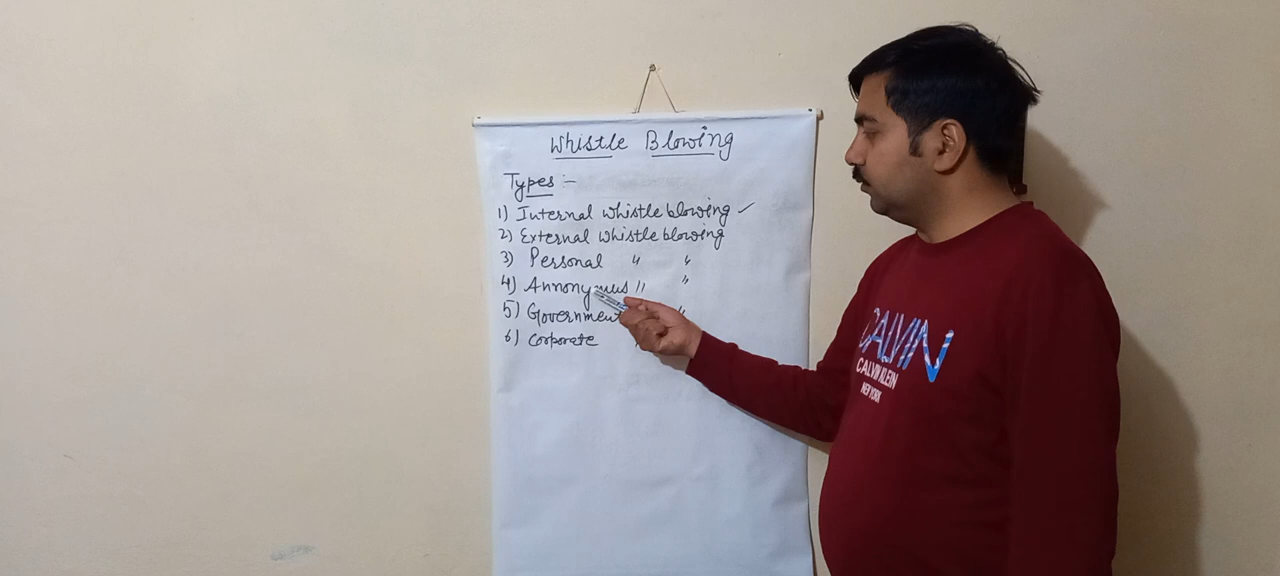 Whistle Blowing
Types :-
1) Internal whistle blowing ✓
2) External whistle blowing
3) Personal " "
4) Annonymus " "
5) Government "
6) Corporate
CALVIN
CALVIN KLEIN
NEW YORK